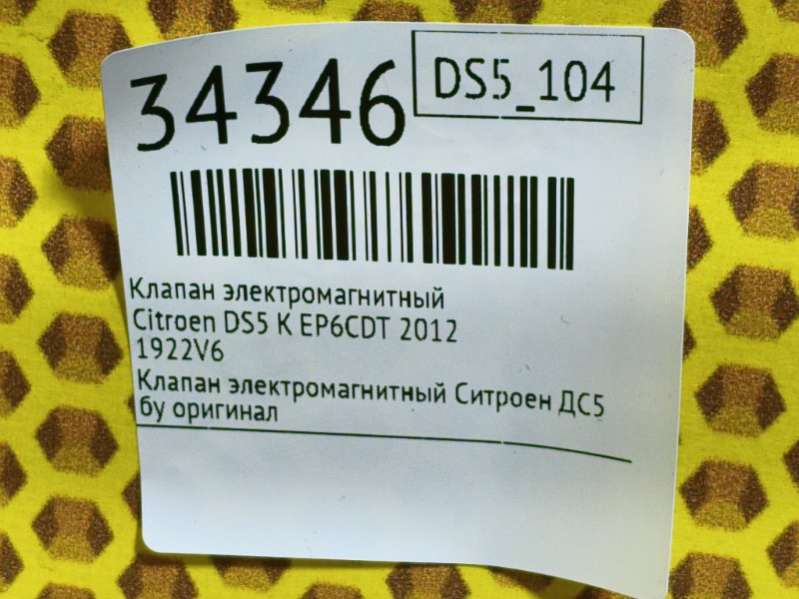 34346
DS5_104
Клапан электромагнитный
Citroen DS5 K EP6CDT 2012
1922V6
Клапан электромагнитный Ситроен ДС5
бу оригинал